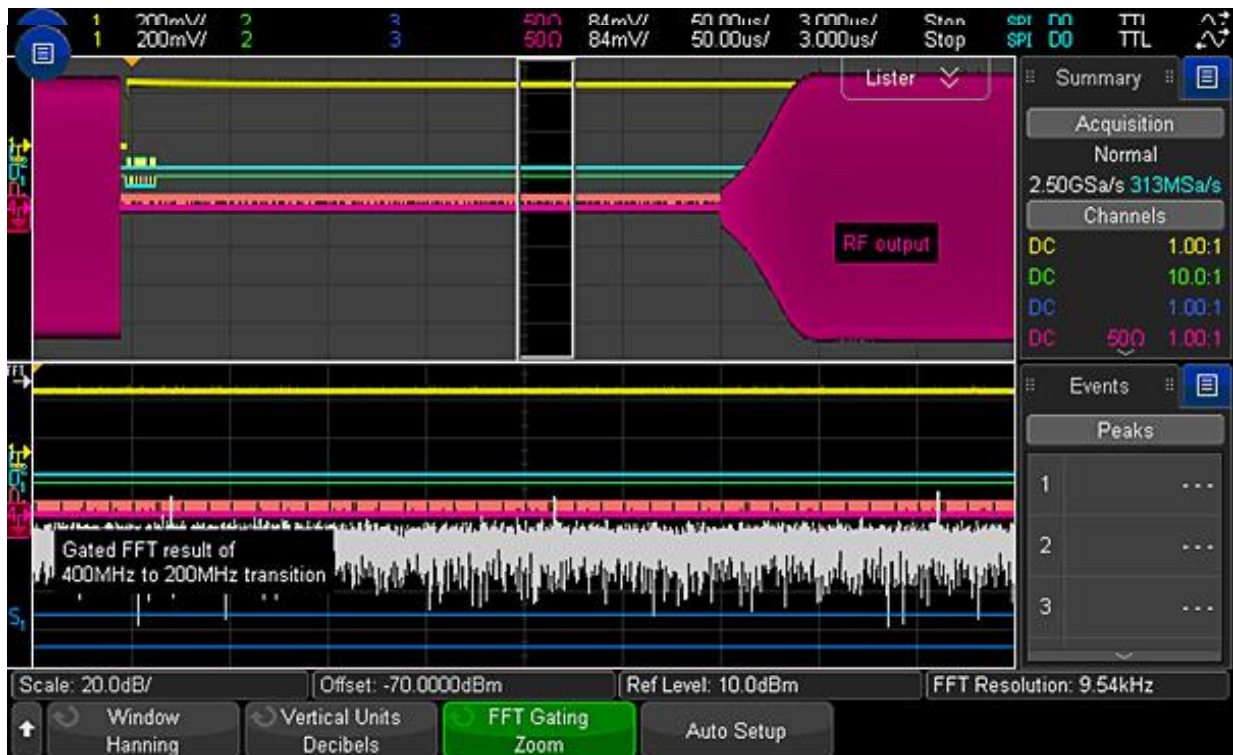 1 200mV/ 2 3 50Ω 84mV/ 50.00us/ 3.000us/ Stop SPI D0 TTL
1 200mV/ 2 3 50Ω 84mV/ 50.00us/ 3.000us/ Stop SPI D0 TTL
Lister
Summary
Acquisition
Normal
2.50GSa/s 313MSa/s
Channels
DC 1.00:1
DC 10.0:1
DC 1.00:1
DC 50Ω 1.00:1
RF output
FFT
Events
Peaks
1 ---
2 ---
3 ---
Gated FFT result of
400MHz to 200MHz transition
S1
Scale: 20.0dB/ Offset: -70.0000dBm Ref Level: 10.0dBm FFT Resolution: 9.54kHz
Window
Hanning
Vertical Units
Decibels
FFT Gating
Zoom
Auto Setup